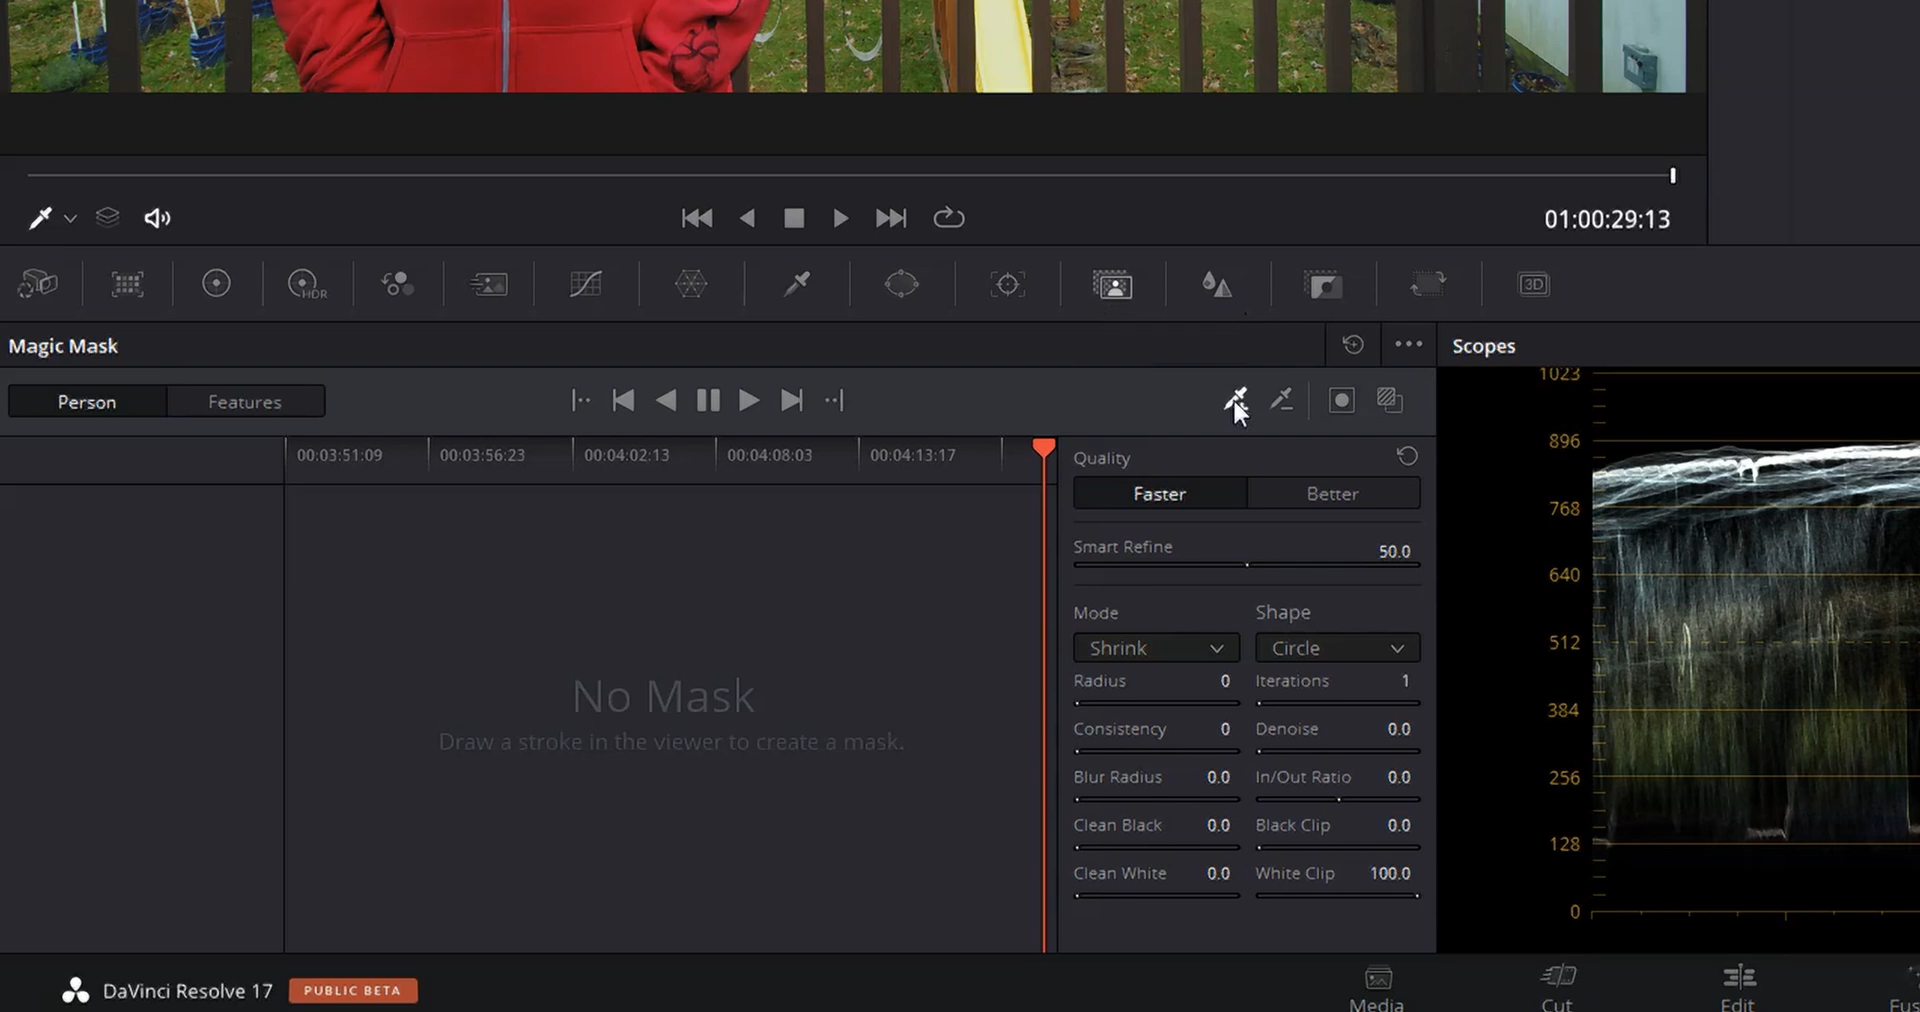 01:00:29:13
HDR
3D
Magic Mask
Scopes
Person Features
00:03:51:09 00:03:56:23 00:04:02:13 00:04:08:03 00:04:13:17
Quality
Faster Better
Smart Refine 50.0
Mode Shape
Shrink Circle
Radius 0 Iterations 1
Consistency 0 Denoise 0.0
Blur Radius 0.0 In/Out Ratio 0.0
Clean Black 0.0 Black Clip 0.0
Clean White 0.0 White Clip 100.0
No Mask
Draw a stroke in the viewer to create a mask.
1023
896
768
640
512
384
256
128
0
DaVinci Resolve 17 PUBLIC BETA
Media Cut Edit Fus